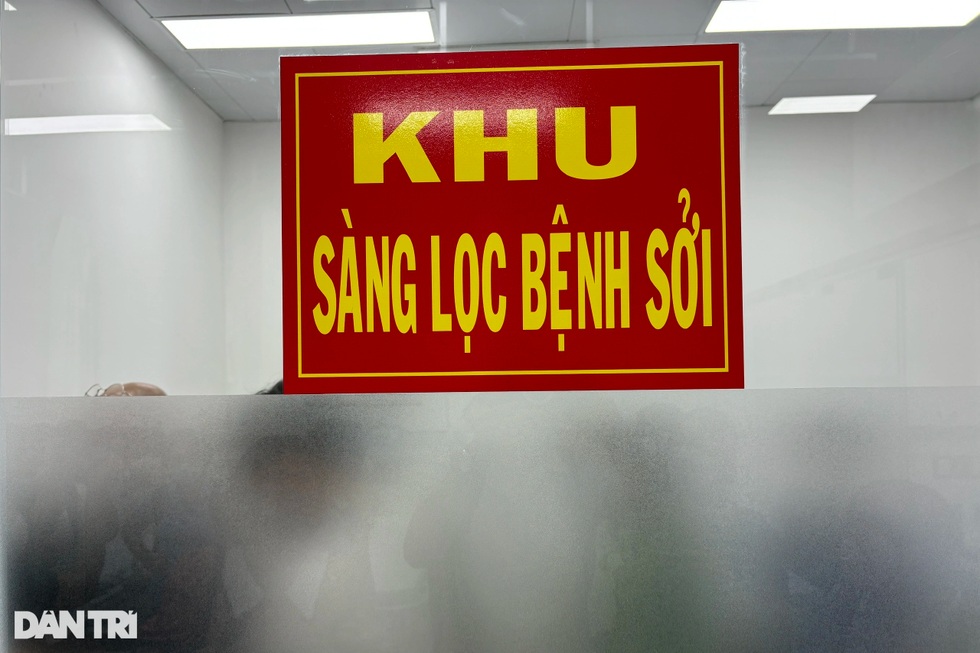 KHU
SÀNG LỌC BỆNH SỞI
DÂN TRÍ